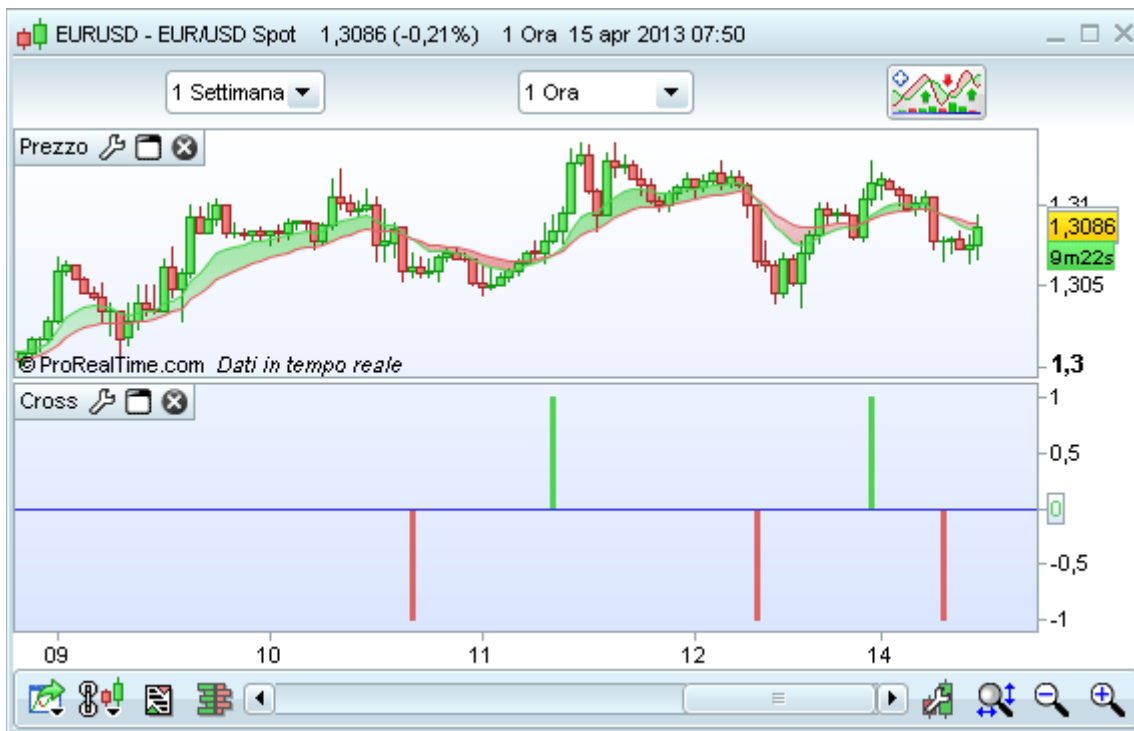 EURUSD - EUR/USD Spot 1,3086 (-0,21%) 1 Ora 15 apr 2013 07:50
1 Settimana 1 Ora
Prezzo
1,31
1,3086
9m22s
1,305
© ProRealTime.com Dati in tempo reale
1,3
Cross
1
0,5
0
-0,5
-1
09 10 11 12 14